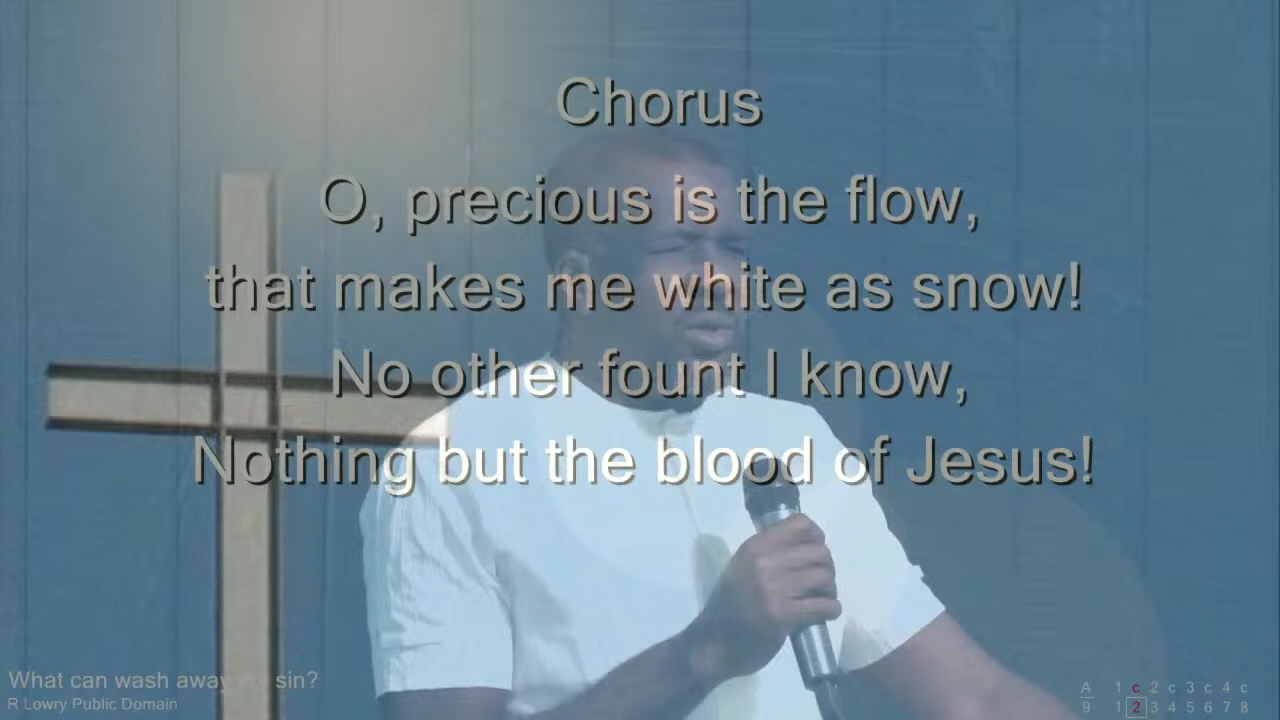 Chorus
O, precious is the flow,
that makes me white as snow!
No other fount I know,
Nothing but the blood of Jesus!
What can wash away my sin?
R Lowry Public Domain
A 1 c 2 c 3 c 4 c
9 1 2 3 4 5 6 7 8